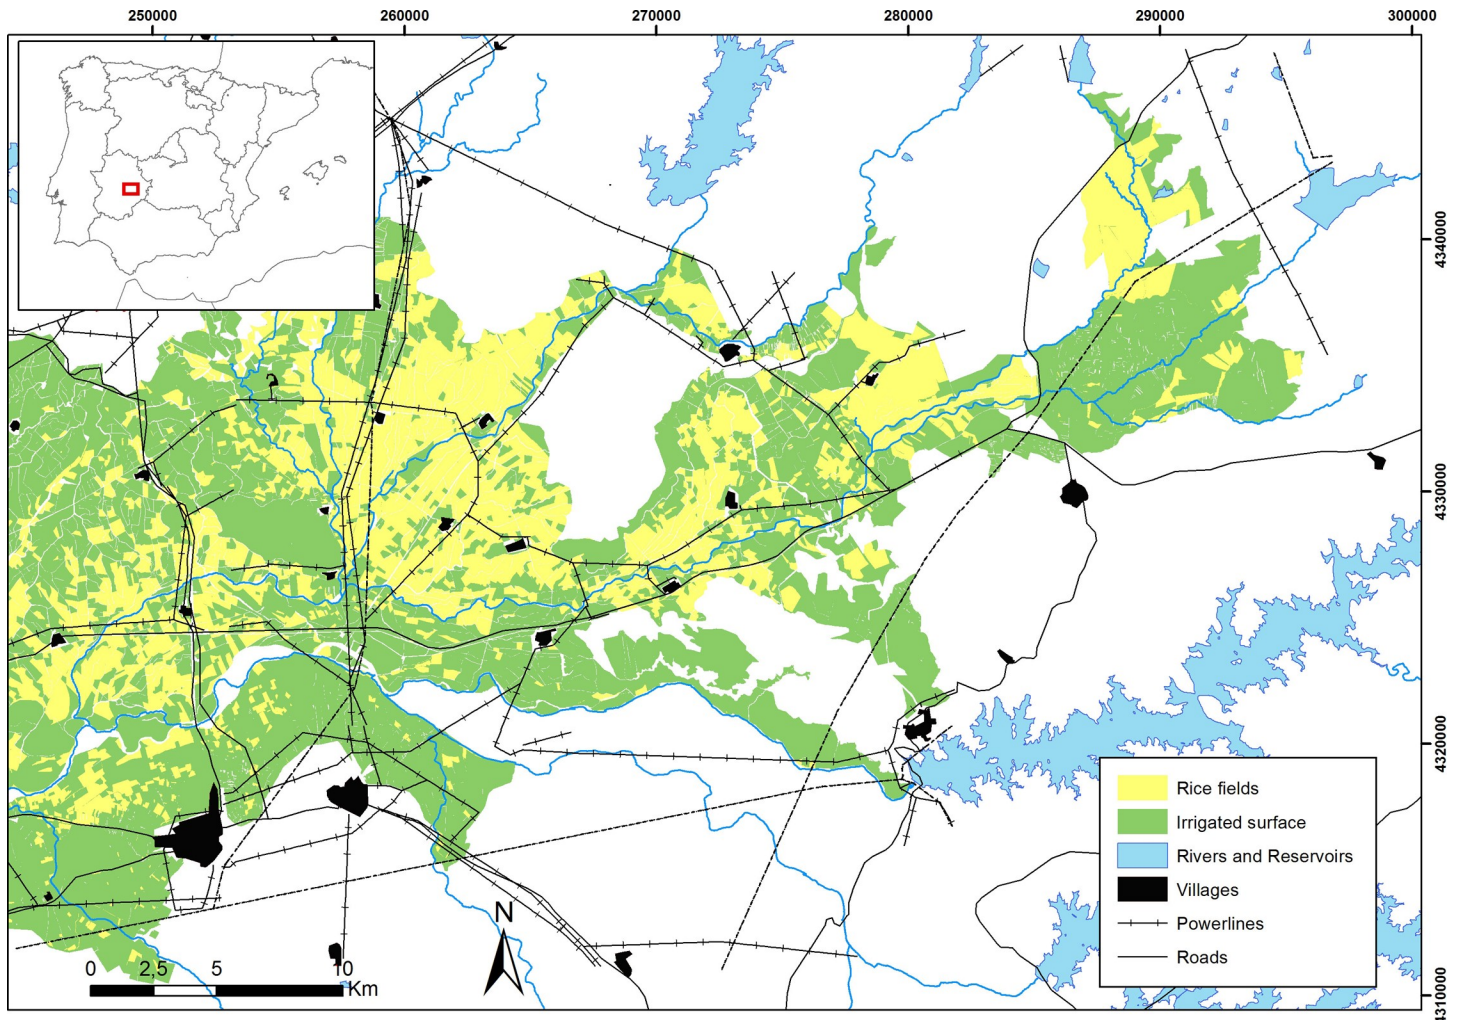 250000 260000 270000 280000 290000 300000
4340000
4330000
4320000
4310000
Rice fields
Irrigated surface
Rivers and Reservoirs
Villages
Powerlines
Roads
N
0 2,5 5 10
Km